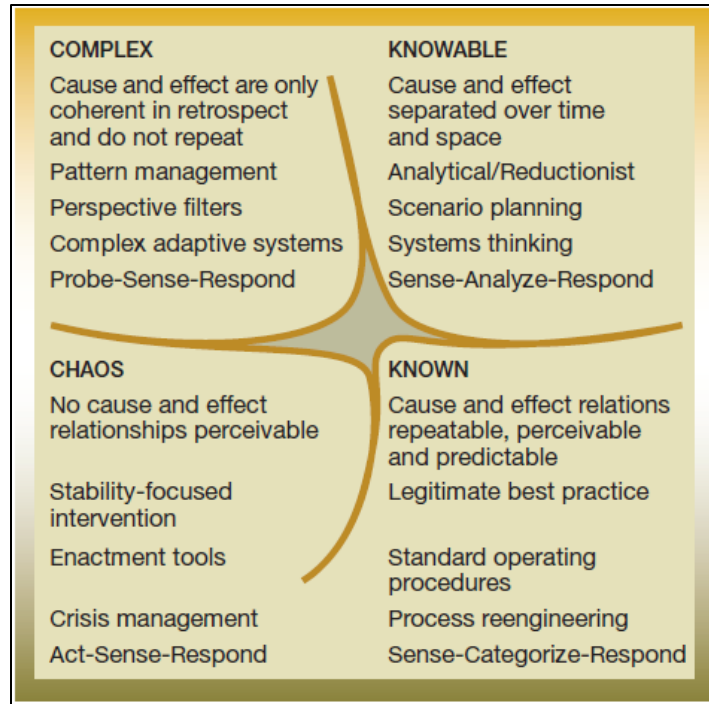 COMPLEX
Cause and effect are only
coherent in retrospect
and do not repeat
Pattern management
Perspective filters
Complex adaptive systems
Probe-Sense-Respond
KNOWABLE
Cause and effect
separated over time
and space
Analytical/Reductionist
Scenario planning
Systems thinking
Sense-Analyze-Respond
CHAOS
No cause and effect
relationships perceivable
Stability-focused
intervention
Enactment tools
Crisis management
Act-Sense-Respond
KNOWN
Cause and effect relations
repeatable, perceivable
and predictable
Legitimate best practice
Standard operating
procedures
Process reengineering
Sense-Categorize-Respond